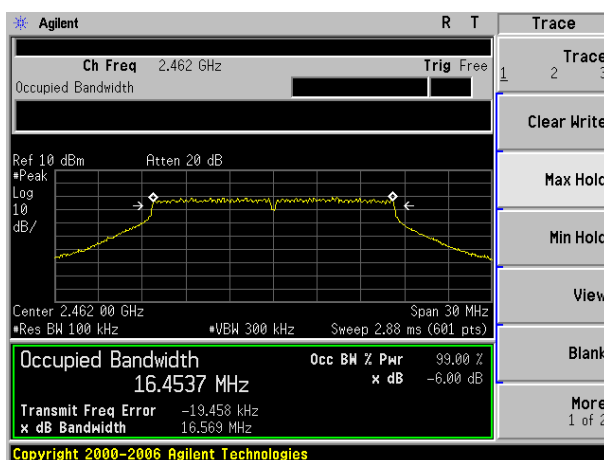 Agilent R T Trace
Ch Freq 2.462 GHz Trig Free
Occupied Bandwidth
Trace
1 2 3
Clear Write
Max Hold
Min Hold
View
Blank
More
1 of 2
Ref 10 dBm Atten 20 dB
#Peak
Log
10
dB/
Center 2.462 00 GHz Span 30 MHz
#Res BW 100 kHz #VBW 300 kHz Sweep 2.88 ms (601 pts)
Occupied Bandwidth Occ BW % Pwr 99.00 %
16.4537 MHz x dB -6.00 dB
Transmit Freq Error -19.458 kHz
x dB Bandwidth 16.569 MHz
Copyright 2000-2006 Agilent Technologies